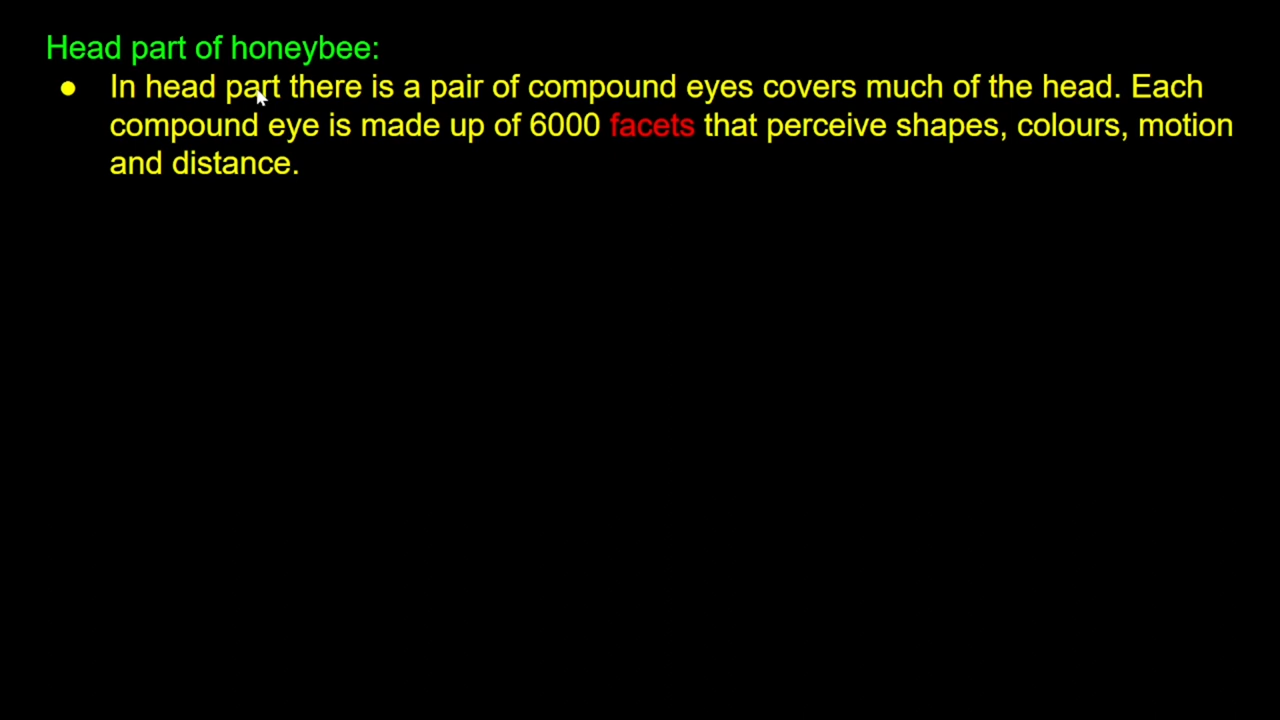 Head part of honeybee:
● In head part there is a pair of compound eyes covers much of the head. Each
compound eye is made up of 6000 facets that perceive shapes, colours, motion
and distance.